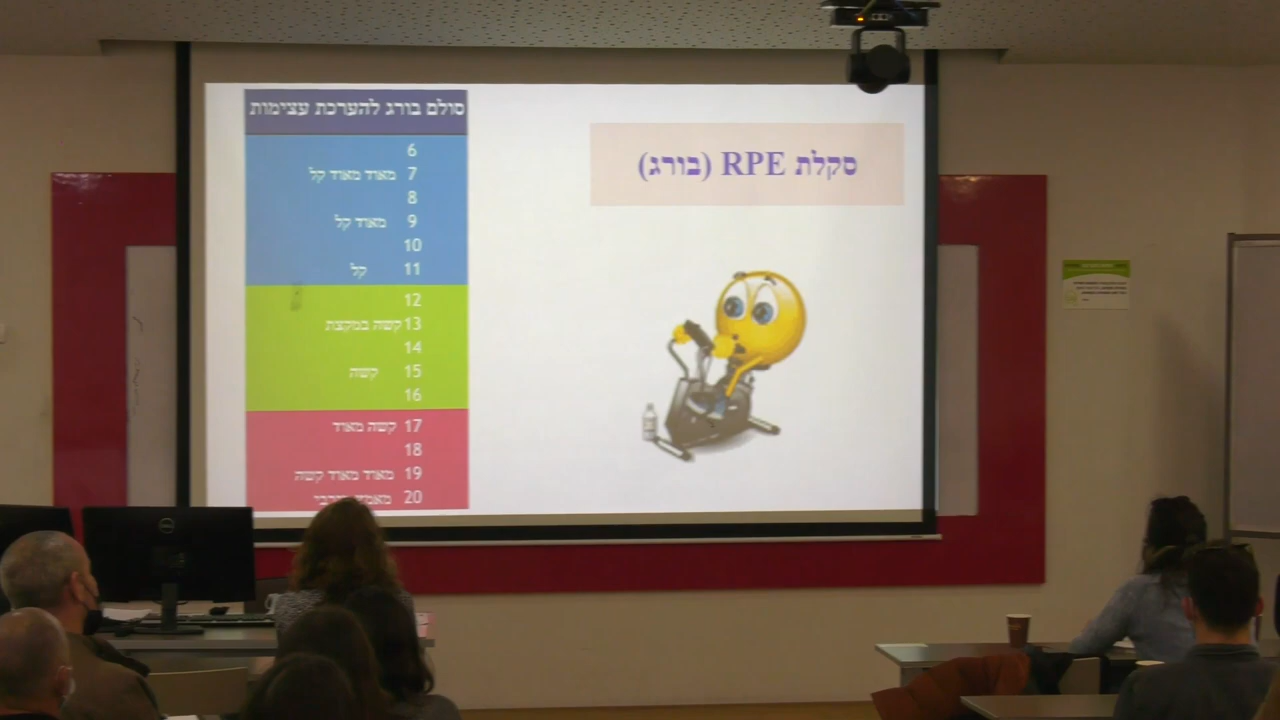 סקלת RPE (בורג)
סולם בורג להערכת עצימות
6
7 מאוד מאוד קל
8
9 מאוד קל
10
11 קל
12
13 קשה במקצת
14
15 קשה
16
17 קשה מאוד
18
19 מאוד מאוד קשה
20
DELL